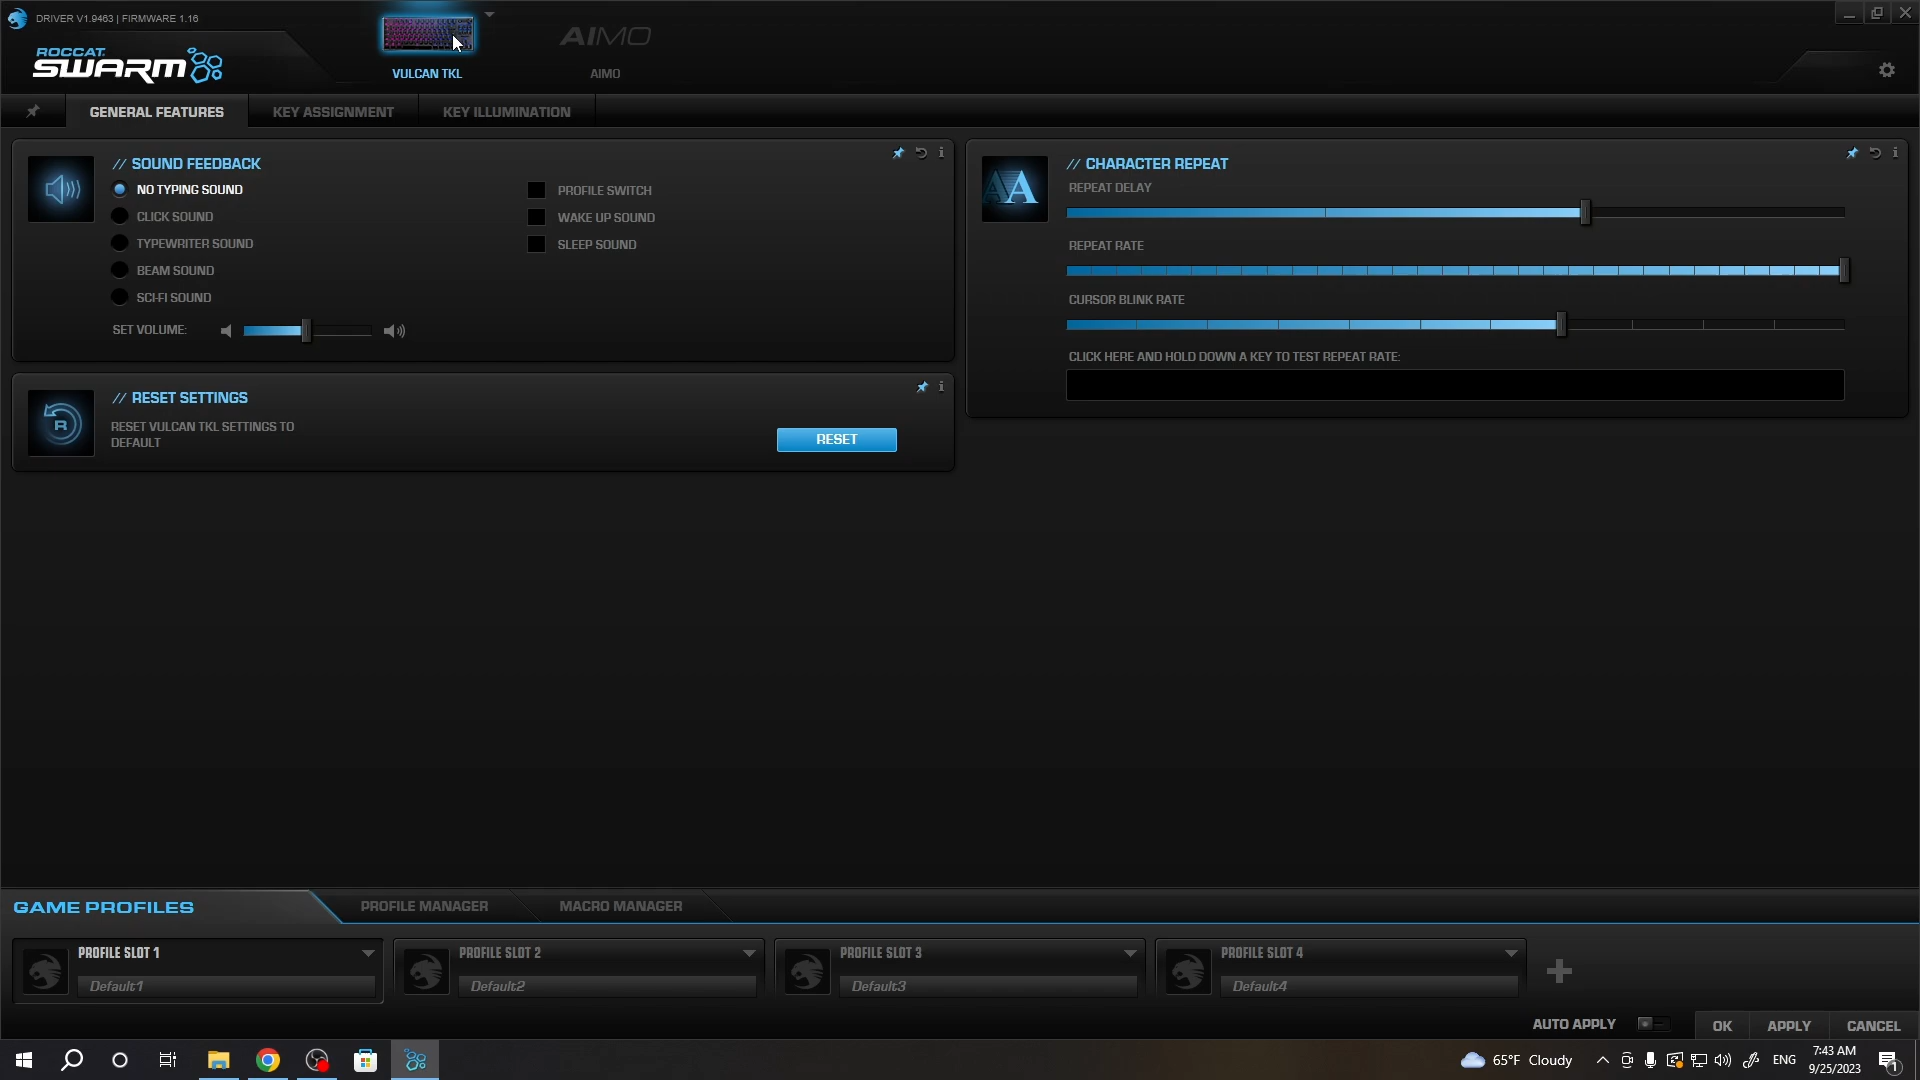 DRIVER V1.9463 | FIRMWARE 1.16
ROCCAT
SWARM
VULCAN TKL
AIMO
AIMO
GENERAL FEATURES
KEY ASSIGNMENT
KEY ILLUMINATION
// SOUND FEEDBACK
NO TYPING SOUND
CLICK SOUND
TYPEWRITER SOUND
BEAM SOUND
SCI-FI SOUND
PROFILE SWITCH
WAKE UP SOUND
SLEEP SOUND
SET VOLUME:
// RESET SETTINGS
RESET VULCAN TKL SETTINGS TO
DEFAULT
RESET
// CHARACTER REPEAT
REPEAT DELAY
REPEAT RATE
CURSOR BLINK RATE
CLICK HERE AND HOLD DOWN A KEY TO TEST REPEAT RATE:
GAME PROFILES
PROFILE MANAGER
MACRO MANAGER
PROFILE SLOT 1
Default1
PROFILE SLOT 2
Default2
PROFILE SLOT 3
Default3
PROFILE SLOT 4
Default4
AUTO APPLY
OK
APPLY
CANCEL
65°F Cloudy
ENG
7:43 AM
9/25/2023
1